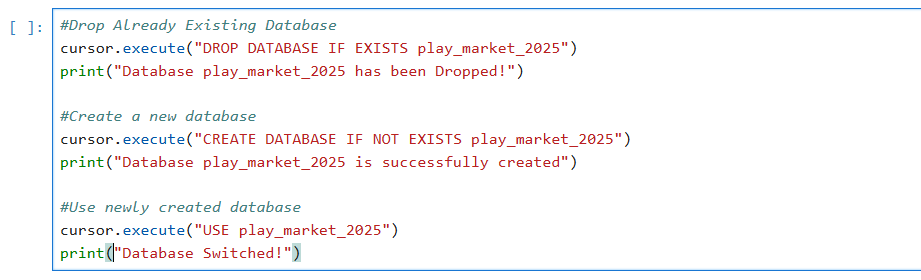 [ ]:
#Drop Already Existing Database
cursor.execute("DROP DATABASE IF EXISTS play_market_2025")
print("Database play_market_2025 has been Dropped!")
#Create a new database
cursor.execute("CREATE DATABASE IF NOT EXISTS play_market_2025")
print("Database play_market_2025 is successfully created")
#Use newly created database
cursor.execute("USE play_market_2025")
print("Database Switched!")